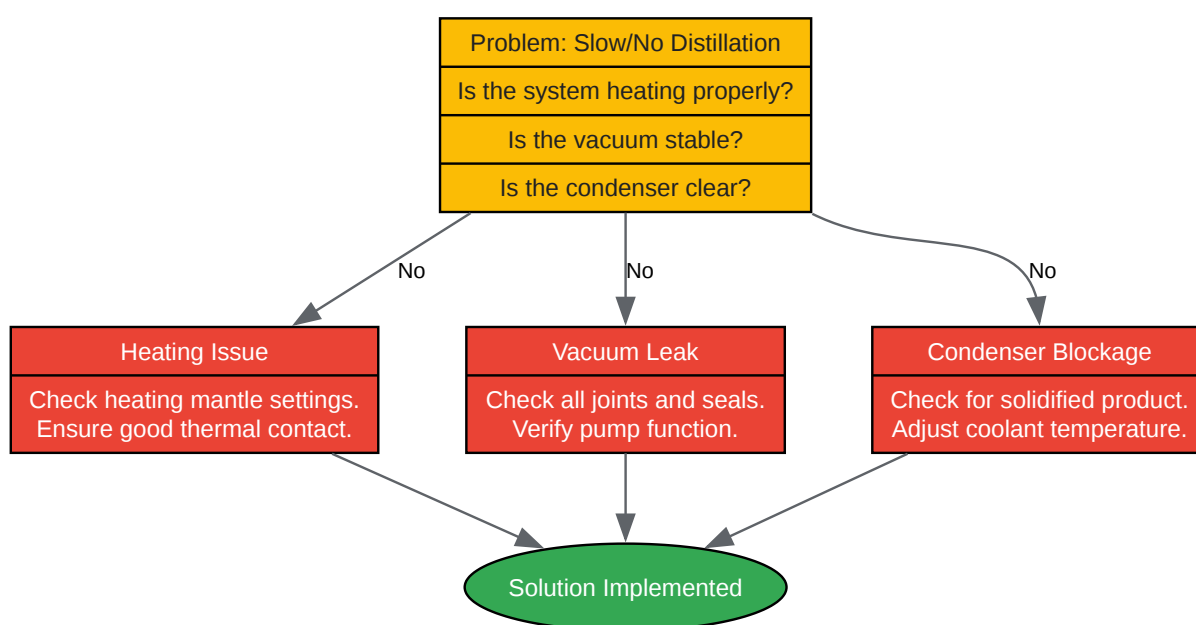 Problem: Slow/No Distillation
Is the system heating properly?
Is the vacuum stable?
Is the condenser clear?
No
No
No
Heating Issue
Check heating mantle settings.
Ensure good thermal contact.
Vacuum Leak
Check all joints and seals.
Verify pump function.
Condenser Blockage
Check for solidified product.
Adjust coolant temperature.
Solution Implemented